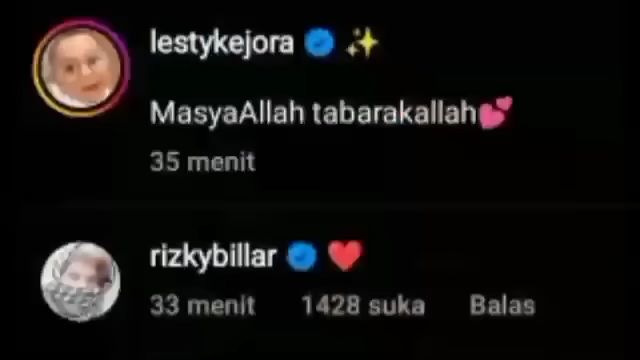 lestykejora ✨
MasyaAllah tabarakallah💕
35 menit
rizkybillar ❤️
33 menit 1428 suka Balas